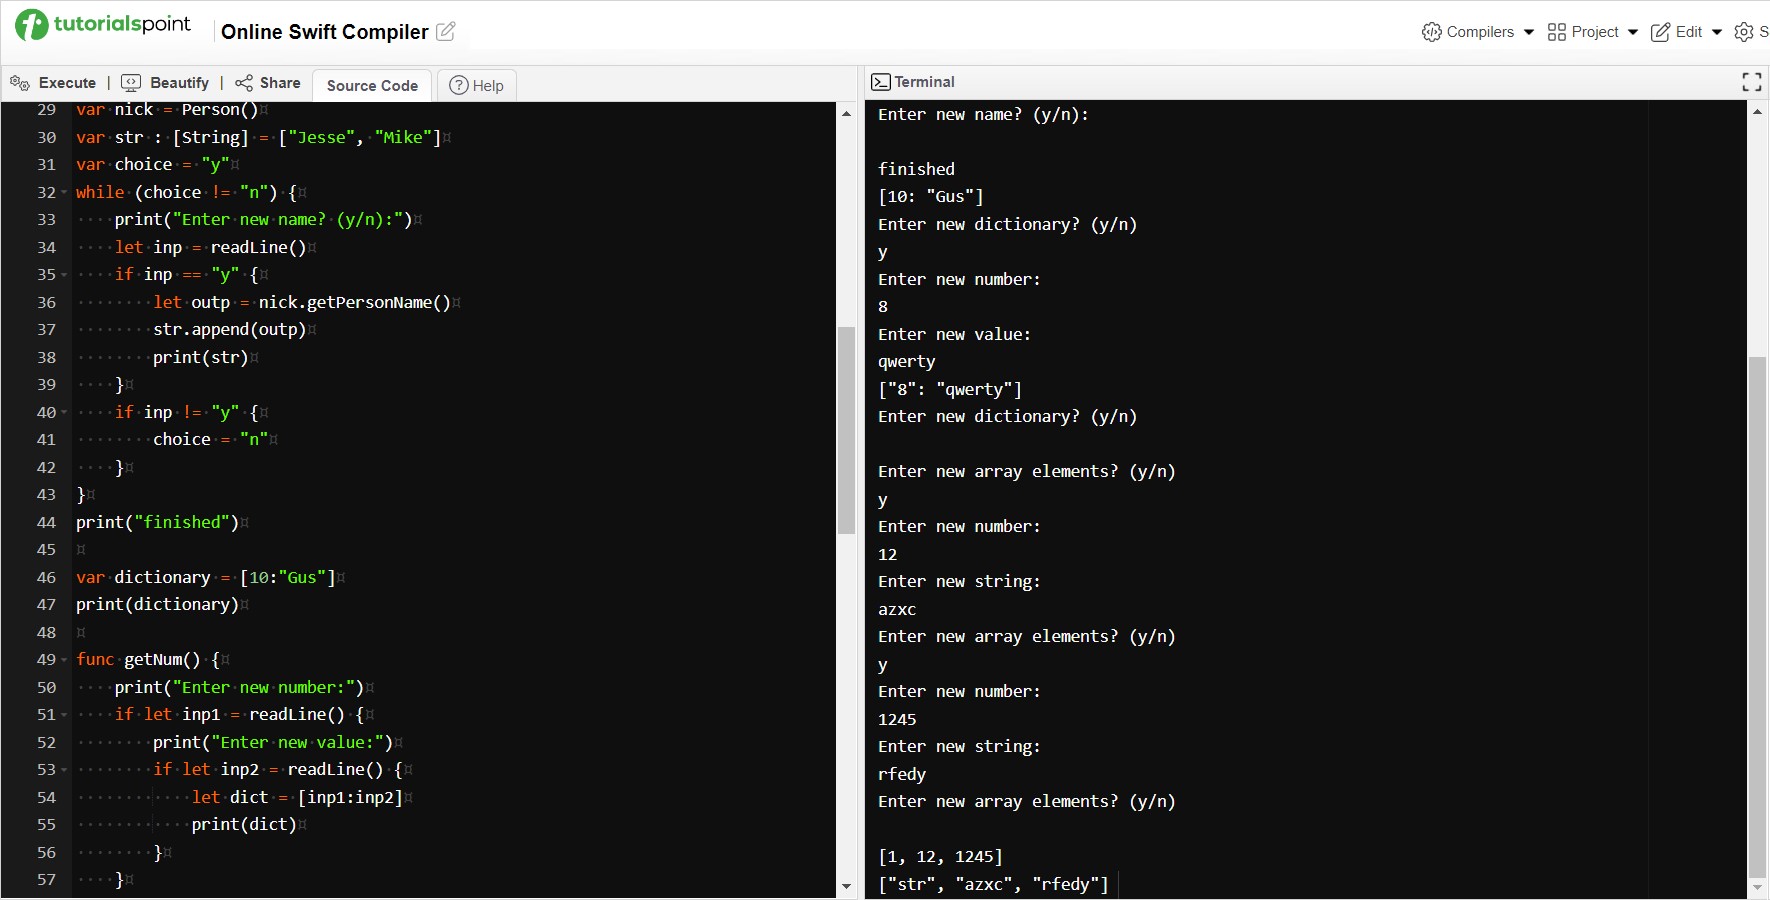 tutorialspoint
Online Swift Compiler
Compilers
Project
Edit
S
Execute | Beautify | Share
Source Code
Help
29 var nick = Person()
30 var str : [String] = ["Jesse", "Mike"]
31 var choice = "y"
32 while (choice != "n") {
33     print("Enter new name? (y/n):")
34     let inp = readLine()
35     if inp == "y" {
36         let outp = nick.getPersonName()
37         str.append(outp)
38         print(str)
39     }
40     if inp != "y" {
41         choice = "n"
42     }
43 }
44 print("finished")
45
46 var dictionary = [10:"Gus"]
47 print(dictionary)
48
49 func getNum() {
50     print("Enter new number:")
51     if let inp1 = readLine() {
52         print("Enter new value:")
53         if let inp2 = readLine() {
54             let dict = [inp1:inp2]
55             print(dict)
56         }
57     }
Terminal
Enter new name? (y/n):
finished
[10: "Gus"]
Enter new dictionary? (y/n)
y
Enter new number:
8
Enter new value:
qwerty
["8": "qwerty"]
Enter new dictionary? (y/n)
Enter new array elements? (y/n)
y
Enter new number:
12
Enter new string:
azxc
Enter new array elements? (y/n)
y
Enter new number:
1245
Enter new string:
rfedy
Enter new array elements? (y/n)
[1, 12, 1245]
["str", "azxc", "rfedy"]